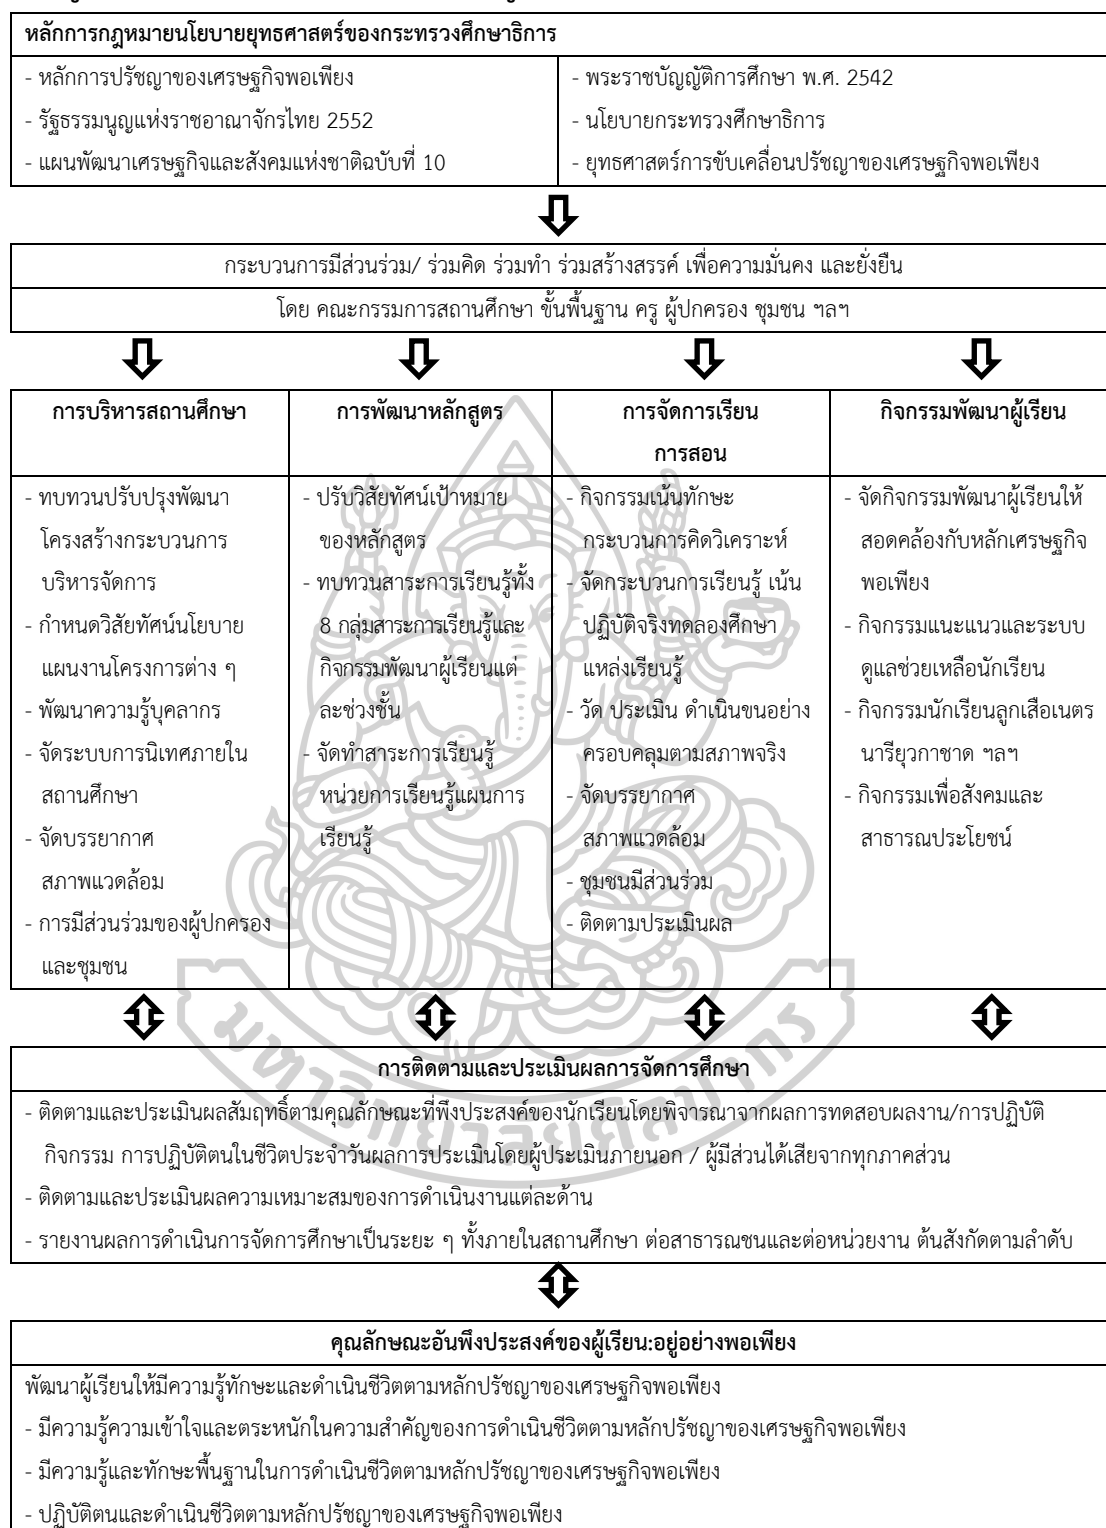 หลักการกฎหมายนโยบายยุทธศาสตร์ของกระทรวงศึกษาธิการ
- หลักการปรัชญาของเศรษฐกิจพอเพียง
- รัฐธรรมนูญแห่งราชอาณาจักรไทย 2552
- แผนพัฒนาเศรษฐกิจและสังคมแห่งชาติฉบับที่ 10
- พระราชบัญญัติการศึกษา พ.ศ. 2542
- นโยบายกระทรวงศึกษาธิการ
- ยุทธศาสตร์การขับเคลื่อนปรัชญาของเศรษฐกิจพอเพียง
กระบวนการมีส่วนร่วม/ ร่วมคิด ร่วมทำ ร่วมสร้างสรรค์ เพื่อความมั่นคง และยั่งยืน
โดย คณะกรรมการสถานศึกษา ขั้นพื้นฐาน ครู ผู้ปกครอง ชุมชน ฯลฯ
การบริหารสถานศึกษา
- ทบทวนปรับปรุงพัฒนา
โครงสร้างกระบวนการ
บริหารจัดการ
- กำหนดวิสัยทัศน์นโยบาย
แผนงานโครงการต่าง ๆ
- พัฒนาความรู้บุคลากร
- จัดระบบการนิเทศภายใน
สถานศึกษา
- จัดบรรยากาศ
สภาพแวดล้อม
- การมีส่วนร่วมของผู้ปกครอง
และชุมชน
การพัฒนาหลักสูตร
- ปรับวิสัยทัศน์เป้าหมาย
ของหลักสูตร
- ทบทวนสาระการเรียนรู้ทั้ง
8 กลุ่มสาระการเรียนรู้และ
กิจกรรมพัฒนาผู้เรียนแต่
ละช่วงชั้น
- จัดทำสาระการเรียนรู้
หน่วยการเรียนรู้แผนการ
เรียนรู้
การจัดการเรียน
การสอน
- กิจกรรมเน้นทักษะ
กระบวนการคิดวิเคราะห์
- จัดกระบวนการเรียนรู้ เน้น
ปฏิบัติจริงทดลองศึกษา
แหล่งเรียนรู้
- วัด ประเมิน ดำเนินขนอย่าง
ครอบคลุมตามสภาพจริง
- จัดบรรยากาศ
สภาพแวดล้อม
- ชุมชนมีส่วนร่วม
- ติดตามประเมินผล
กิจกรรมพัฒนาผู้เรียน
- จัดกิจกรรมพัฒนาผู้เรียนให้
สอดคล้องกับหลักเศรษฐกิจ
พอเพียง
- กิจกรรมแนะแนวและระบบ
ดูแลช่วยเหลือนักเรียน
- กิจกรรมนักเรียนลูกเสือเนตร
นารียุวกาชาด ฯลฯ
- กิจกรรมเพื่อสังคมและ
สาธารณประโยชน์
มหาวิทยาลัยศิลปากร
การติดตามและประเมินผลการจัดการศึกษา
- ติดตามและประเมินผลสัมฤทธิ์ตามคุณลักษณะที่พึงประสงค์ของนักเรียนโดยพิจารณาจากผลการทดสอบผลงาน/การปฏิบัติ
กิจกรรม การปฏิบัติตนในชีวิตประจำวันผลการประเมินโดยผู้ประเมินภายนอก / ผู้มีส่วนได้เสียจากทุกภาคส่วน
- ติดตามและประเมินผลความเหมาะสมของการดำเนินงานแต่ละด้าน
- รายงานผลการดำเนินการจัดการศึกษาเป็นระยะ ๆ ทั้งภายในสถานศึกษา ต่อสาธารณชนและต่อหน่วยงาน ต้นสังกัดตามลำดับ
คุณลักษณะอันพึงประสงค์ของผู้เรียน:อยู่อย่างพอเพียง
พัฒนาผู้เรียนให้มีความรู้ทักษะและดำเนินชีวิตตามหลักปรัชญาของเศรษฐกิจพอเพียง
- มีความรู้ความเข้าใจและตระหนักในความสำคัญของการดำเนินชีวิตตามหลักปรัชญาของเศรษฐกิจพอเพียง
- มีความรู้และทักษะพื้นฐานในการดำเนินชีวิตตามหลักปรัชญาของเศรษฐกิจพอเพียง
- ปฏิบัติตนและดำเนินชีวิตตามหลักปรัชญาของเศรษฐกิจพอเพียง